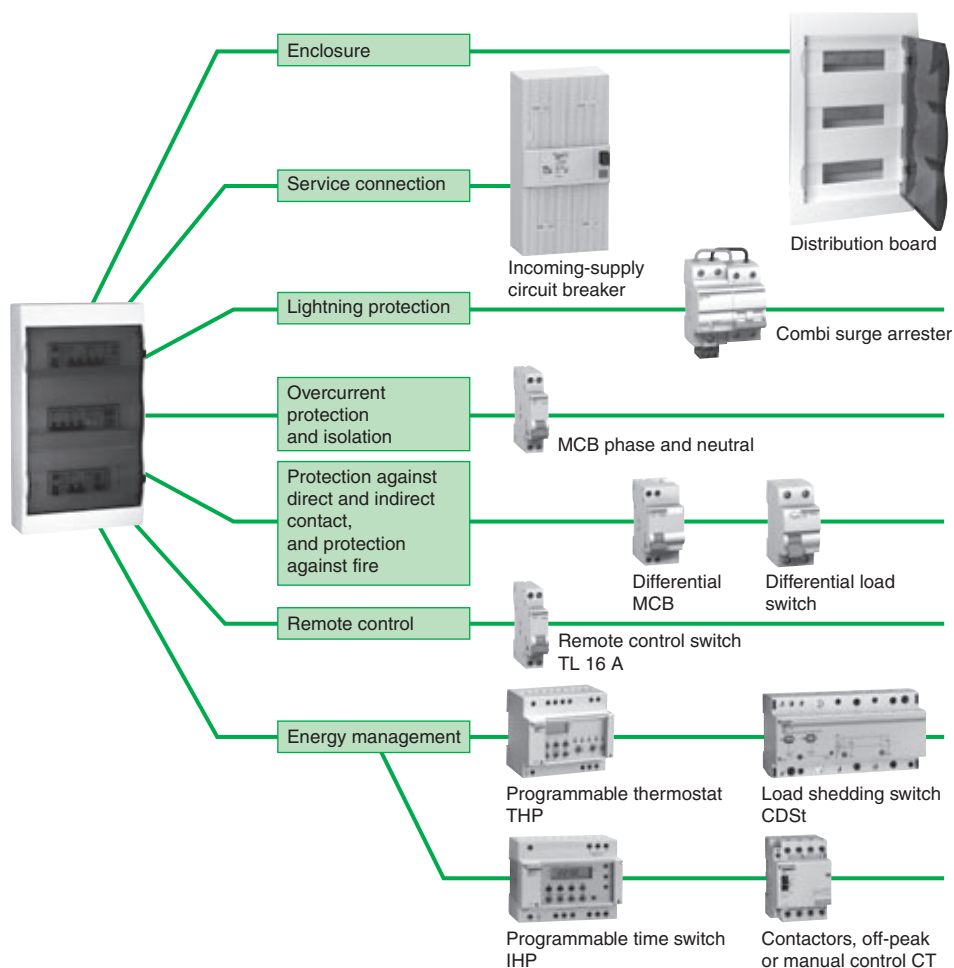 Enclosure
Service connection
Distribution board
Incoming-supply
circuit breaker
Lightning protection
Combi surge arrester
Overcurrent
protection
and isolation
MCB phase and neutral
Protection against
direct and indirect
contact,
and protection
against fire
Differential
MCB
Differential load
switch
Remote control
Remote control switch
TL 16 A
Energy management
Programmable thermostat
THP
Load shedding switch
CDSt
Programmable time switch
IHP
Contactors, off-peak
or manual control CT